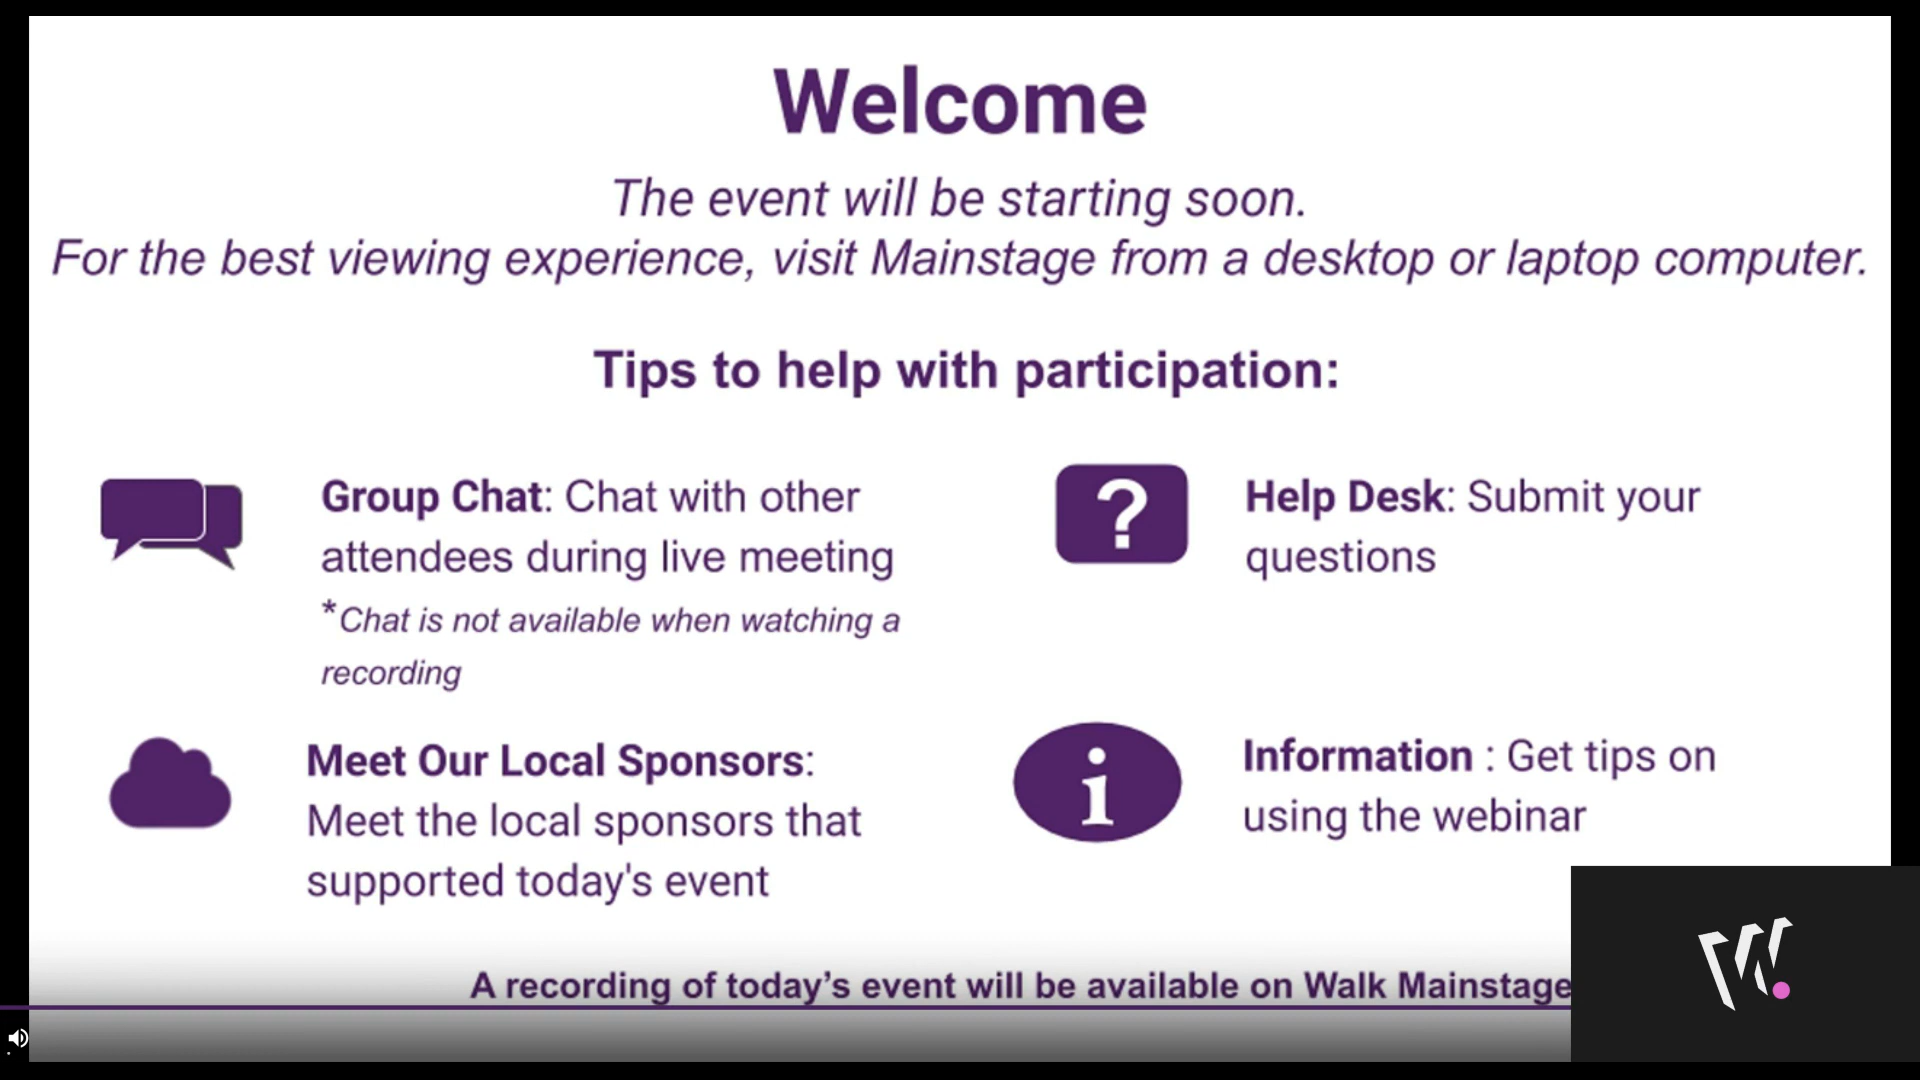 Welcome
The event will be starting soon.
For the best viewing experience, visit Mainstage from a desktop or laptop computer.
Tips to help with participation:
Group Chat: Chat with other
attendees during live meeting
*Chat is not available when watching a
recording
?
Help Desk: Submit your
questions
Meet Our Local Sponsors:
Meet the local sponsors that
supported today's event
i
Information : Get tips on
using the webinar
A recording of today’s event will be available on Walk Mainstage
W.